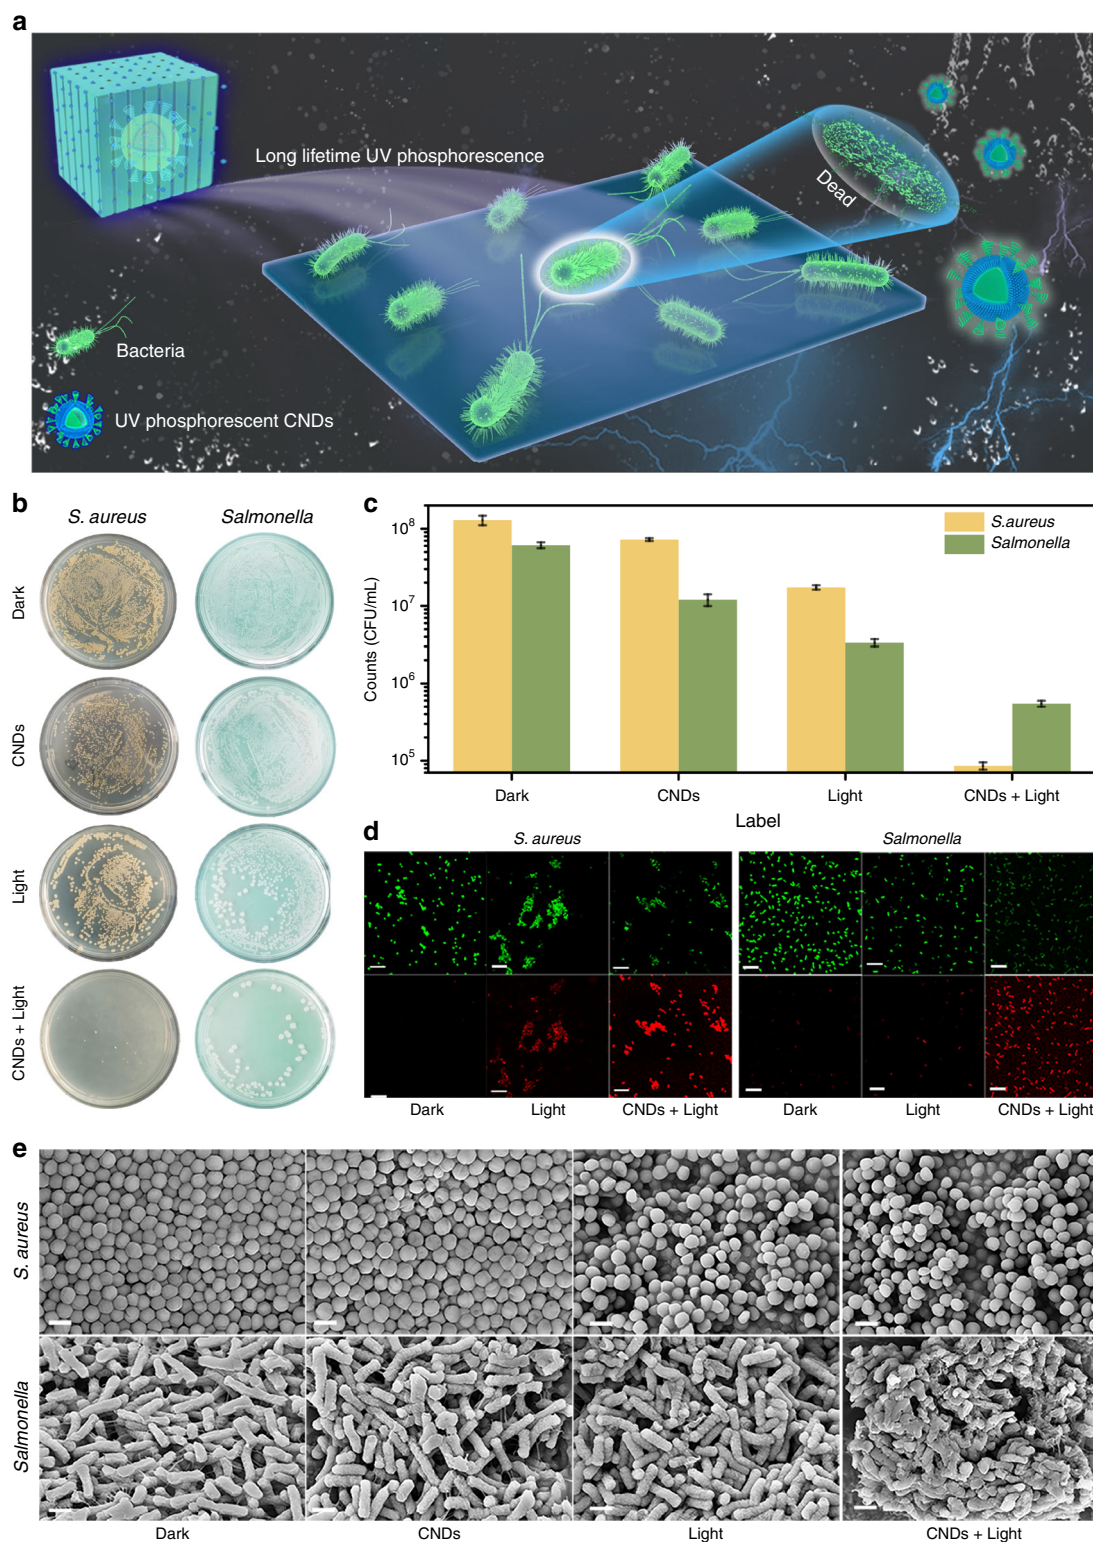 a
Long lifetime UV phosphorescence
Dead
Bacteria
UV phosphorescent CNDs
b
S. aureus
Salmonella
Dark
CNDs
Light
CNDs + Light
c
10⁸
10⁷
10⁶
10⁵
Counts (CFU/mL)
S.aureus
Salmonella
Dark
CNDs
Light
CNDs + Light
Label
d
S. aureus
Salmonella
Dark
Light
CNDs + Light
Dark
Light
CNDs + Light
e
S. aureus
Salmonella
Dark
CNDs
Light
CNDs + Light